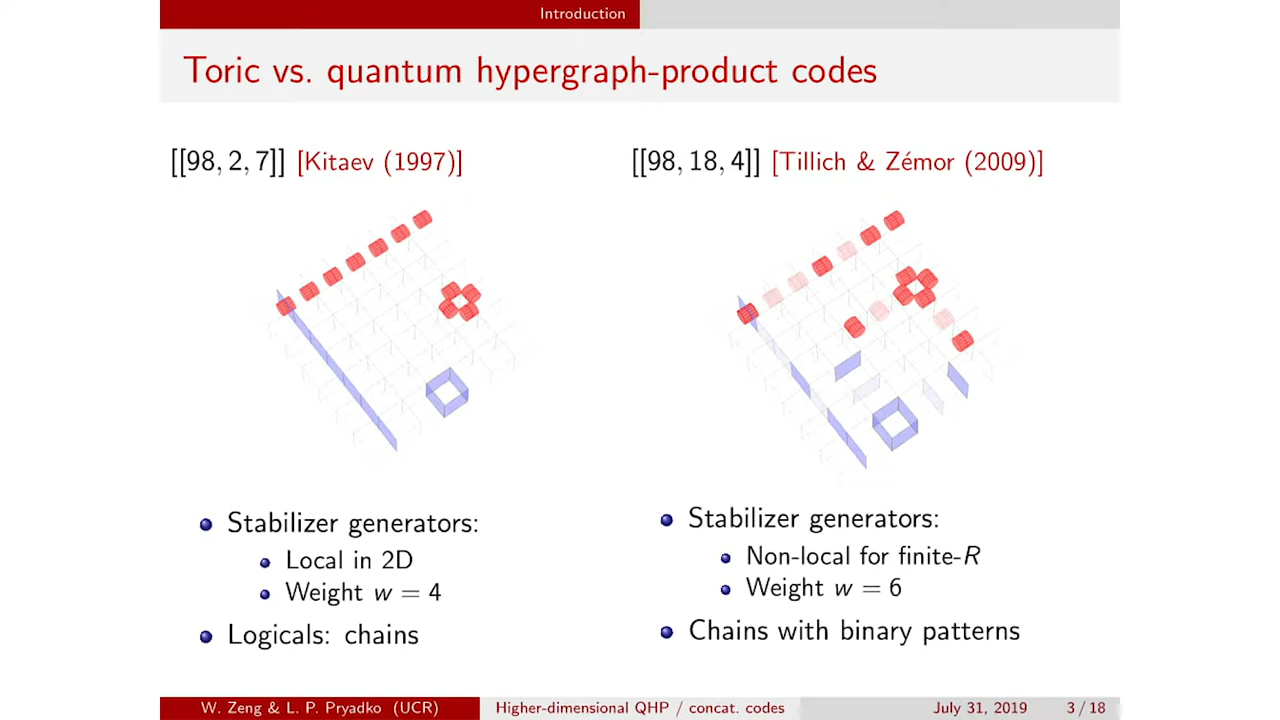 Introduction
Toric vs. quantum hypergraph-product codes
[[98, 2, 7]] [Kitaev (1997)]
Stabilizer generators:
Local in 2D
Weight w = 4
Logicals: chains
[[98, 18, 4]] [Tillich & Zémor (2009)]
Stabilizer generators:
Non-local for finite-R
Weight w = 6
Chains with binary patterns
W. Zeng & L. P. Pryadko (UCR)
Higher-dimensional QHP / concat. codes
July 31, 2019
3 / 18